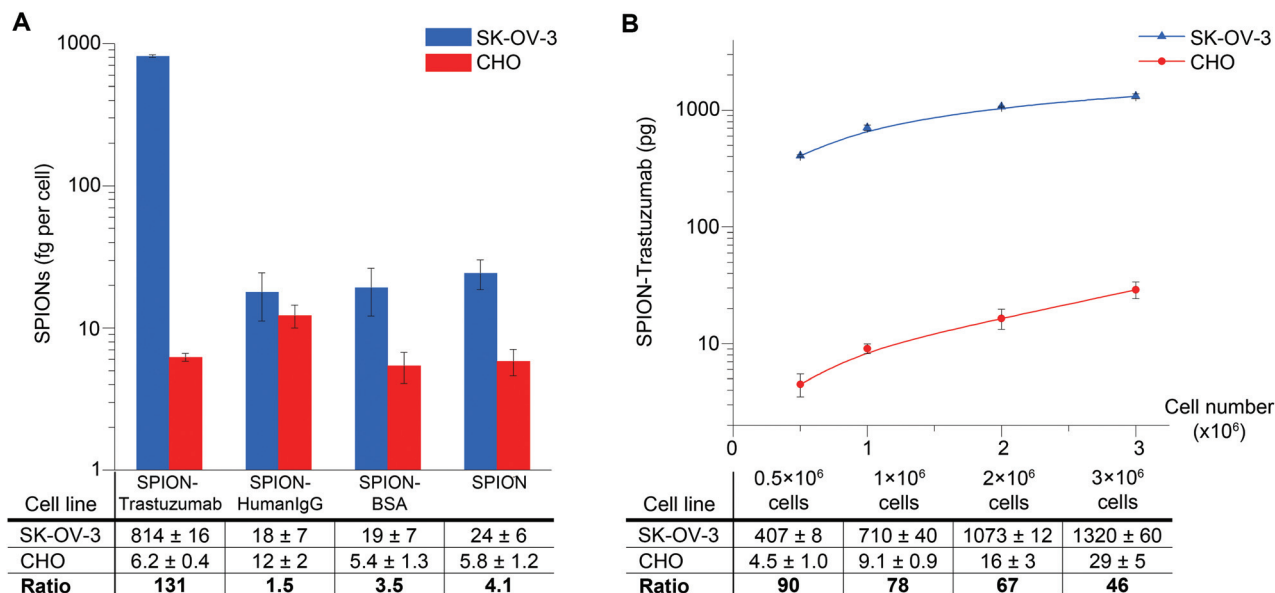 A
SK-OV-3
CHO
1000
100
10
1
SPIONs (fg per cell)
Cell line SPION-Trastuzumab SPION-HumanIgG SPION-BSA SPION
SK-OV-3 814 ± 16 18 ± 7 19 ± 7 24 ± 6
CHO 6.2 ± 0.4 12 ± 2 5.4 ± 1.3 5.8 ± 1.2
Ratio 131 1.5 3.5 4.1
B
SK-OV-3
CHO
1000
100
10
SPION-Trastuzumab (pg)
0 1 2 3
Cell number
(x10⁶)
Cell line 0.5×10⁶ cells 1×10⁶ cells 2×10⁶ cells 3×10⁶ cells
SK-OV-3 407 ± 8 710 ± 40 1073 ± 12 1320 ± 60
CHO 4.5 ± 1.0 9.1 ± 0.9 16 ± 3 29 ± 5
Ratio 90 78 67 46